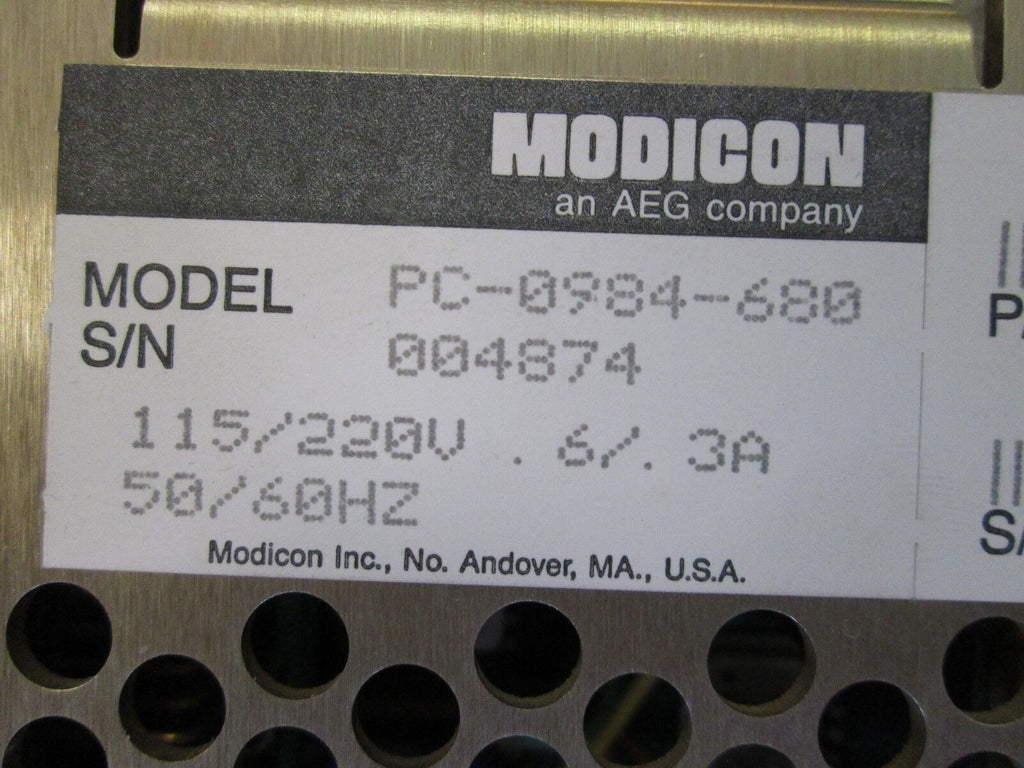 MODICON
an AEG company
MODEL PC-0984-680
S/N 004874
115/220V .6/.3A
50/60HZ
Modicon Inc., No. Andover, MA., U.S.A.